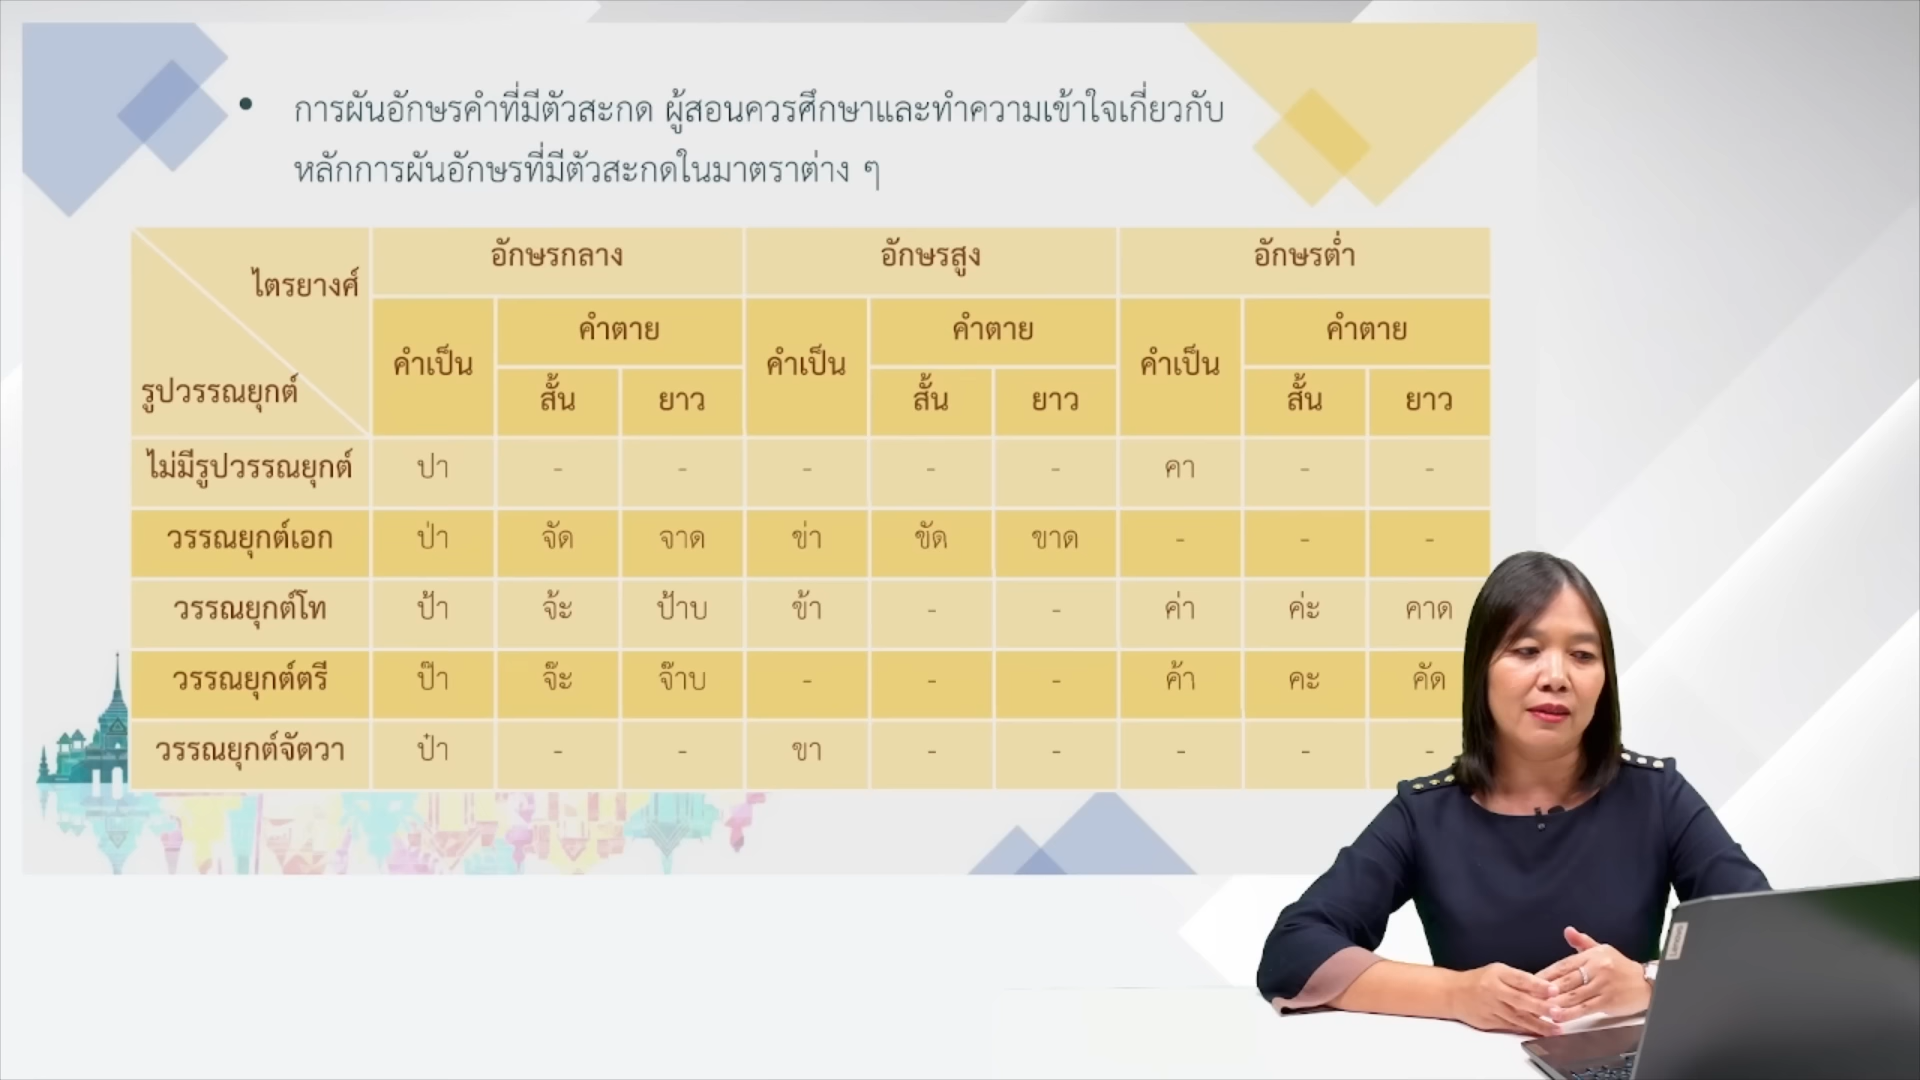 • การผันอักษรคำที่มีตัวสะกด ผู้สอนควรศึกษาและทำความเข้าใจเกี่ยวกับ
หลักการผันอักษรที่มีตัวสะกดในมาตราต่าง ๆ
ไตรยางศ์ อักษรกลาง อักษรสูง อักษรต่ำ
รูปวรรณยุกต์ คำเป็น คำตาย คำเป็น คำตาย คำเป็น คำตาย
สั้น ยาว สั้น ยาว สั้น ยาว
ไม่มีรูปวรรณยุกต์ ปา - - - - - คา - -
วรรณยุกต์เอก ป่า จัด จาด ข่า ขัด ขาด - - -
วรรณยุกต์โท ป้า จ้ะ ป้าบ ข้า - - ค่า ค่ะ คาด
วรรณยุกต์ตรี ป๊า จ๊ะ จ๊าบ - - - ค้า คะ คัด
วรรณยุกต์จัตวา ป๋า - - ขา - - - - -